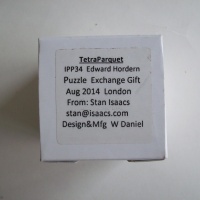 TetraParquet
IPP34 Edward Hordern
Puzzle Exchange Gift
Aug 2014 London
From: Stan Isaacs
stan@isaacs.com
Design&Mfg W Daniel